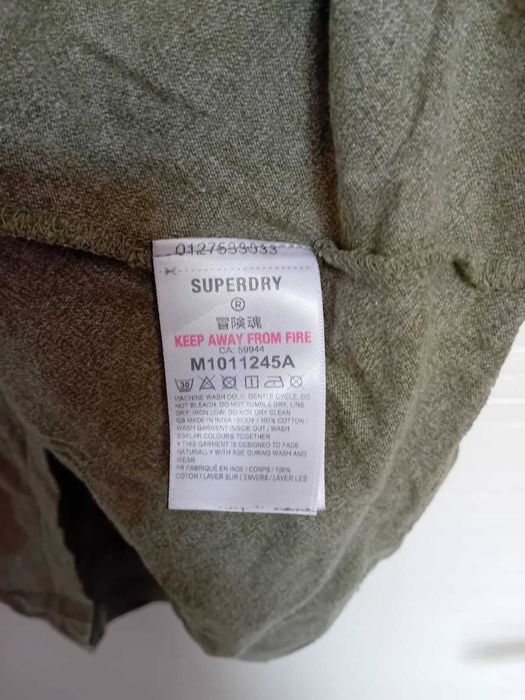 0127533033
SUPERDRY
®
冒険魂
KEEP AWAY FROM FIRE
CA: 59944
M1011245A
30
MACHINE WASH COLD, GENTLE CYCLE, DO
NOT BLEACH, DO NOT TUMBLE DRY, LINE
DRY, IRON LOW, DO NOT DRY CLEAN
GB MADE IN INDIA / BODY / 100% COTTON /
WASH GARMENT INSIDE OUT / WASH
SIMILAR COLOURS TOGETHER
+ THIS GARMENT IS DESIGNED TO FADE
NATURALLY WITH AGE DURING WASH AND
WEAR
FR FABRIQUÉ EN INDE / CORPS / 100%
COTON / LAVER SUR L'ENVERS / LAVER LES